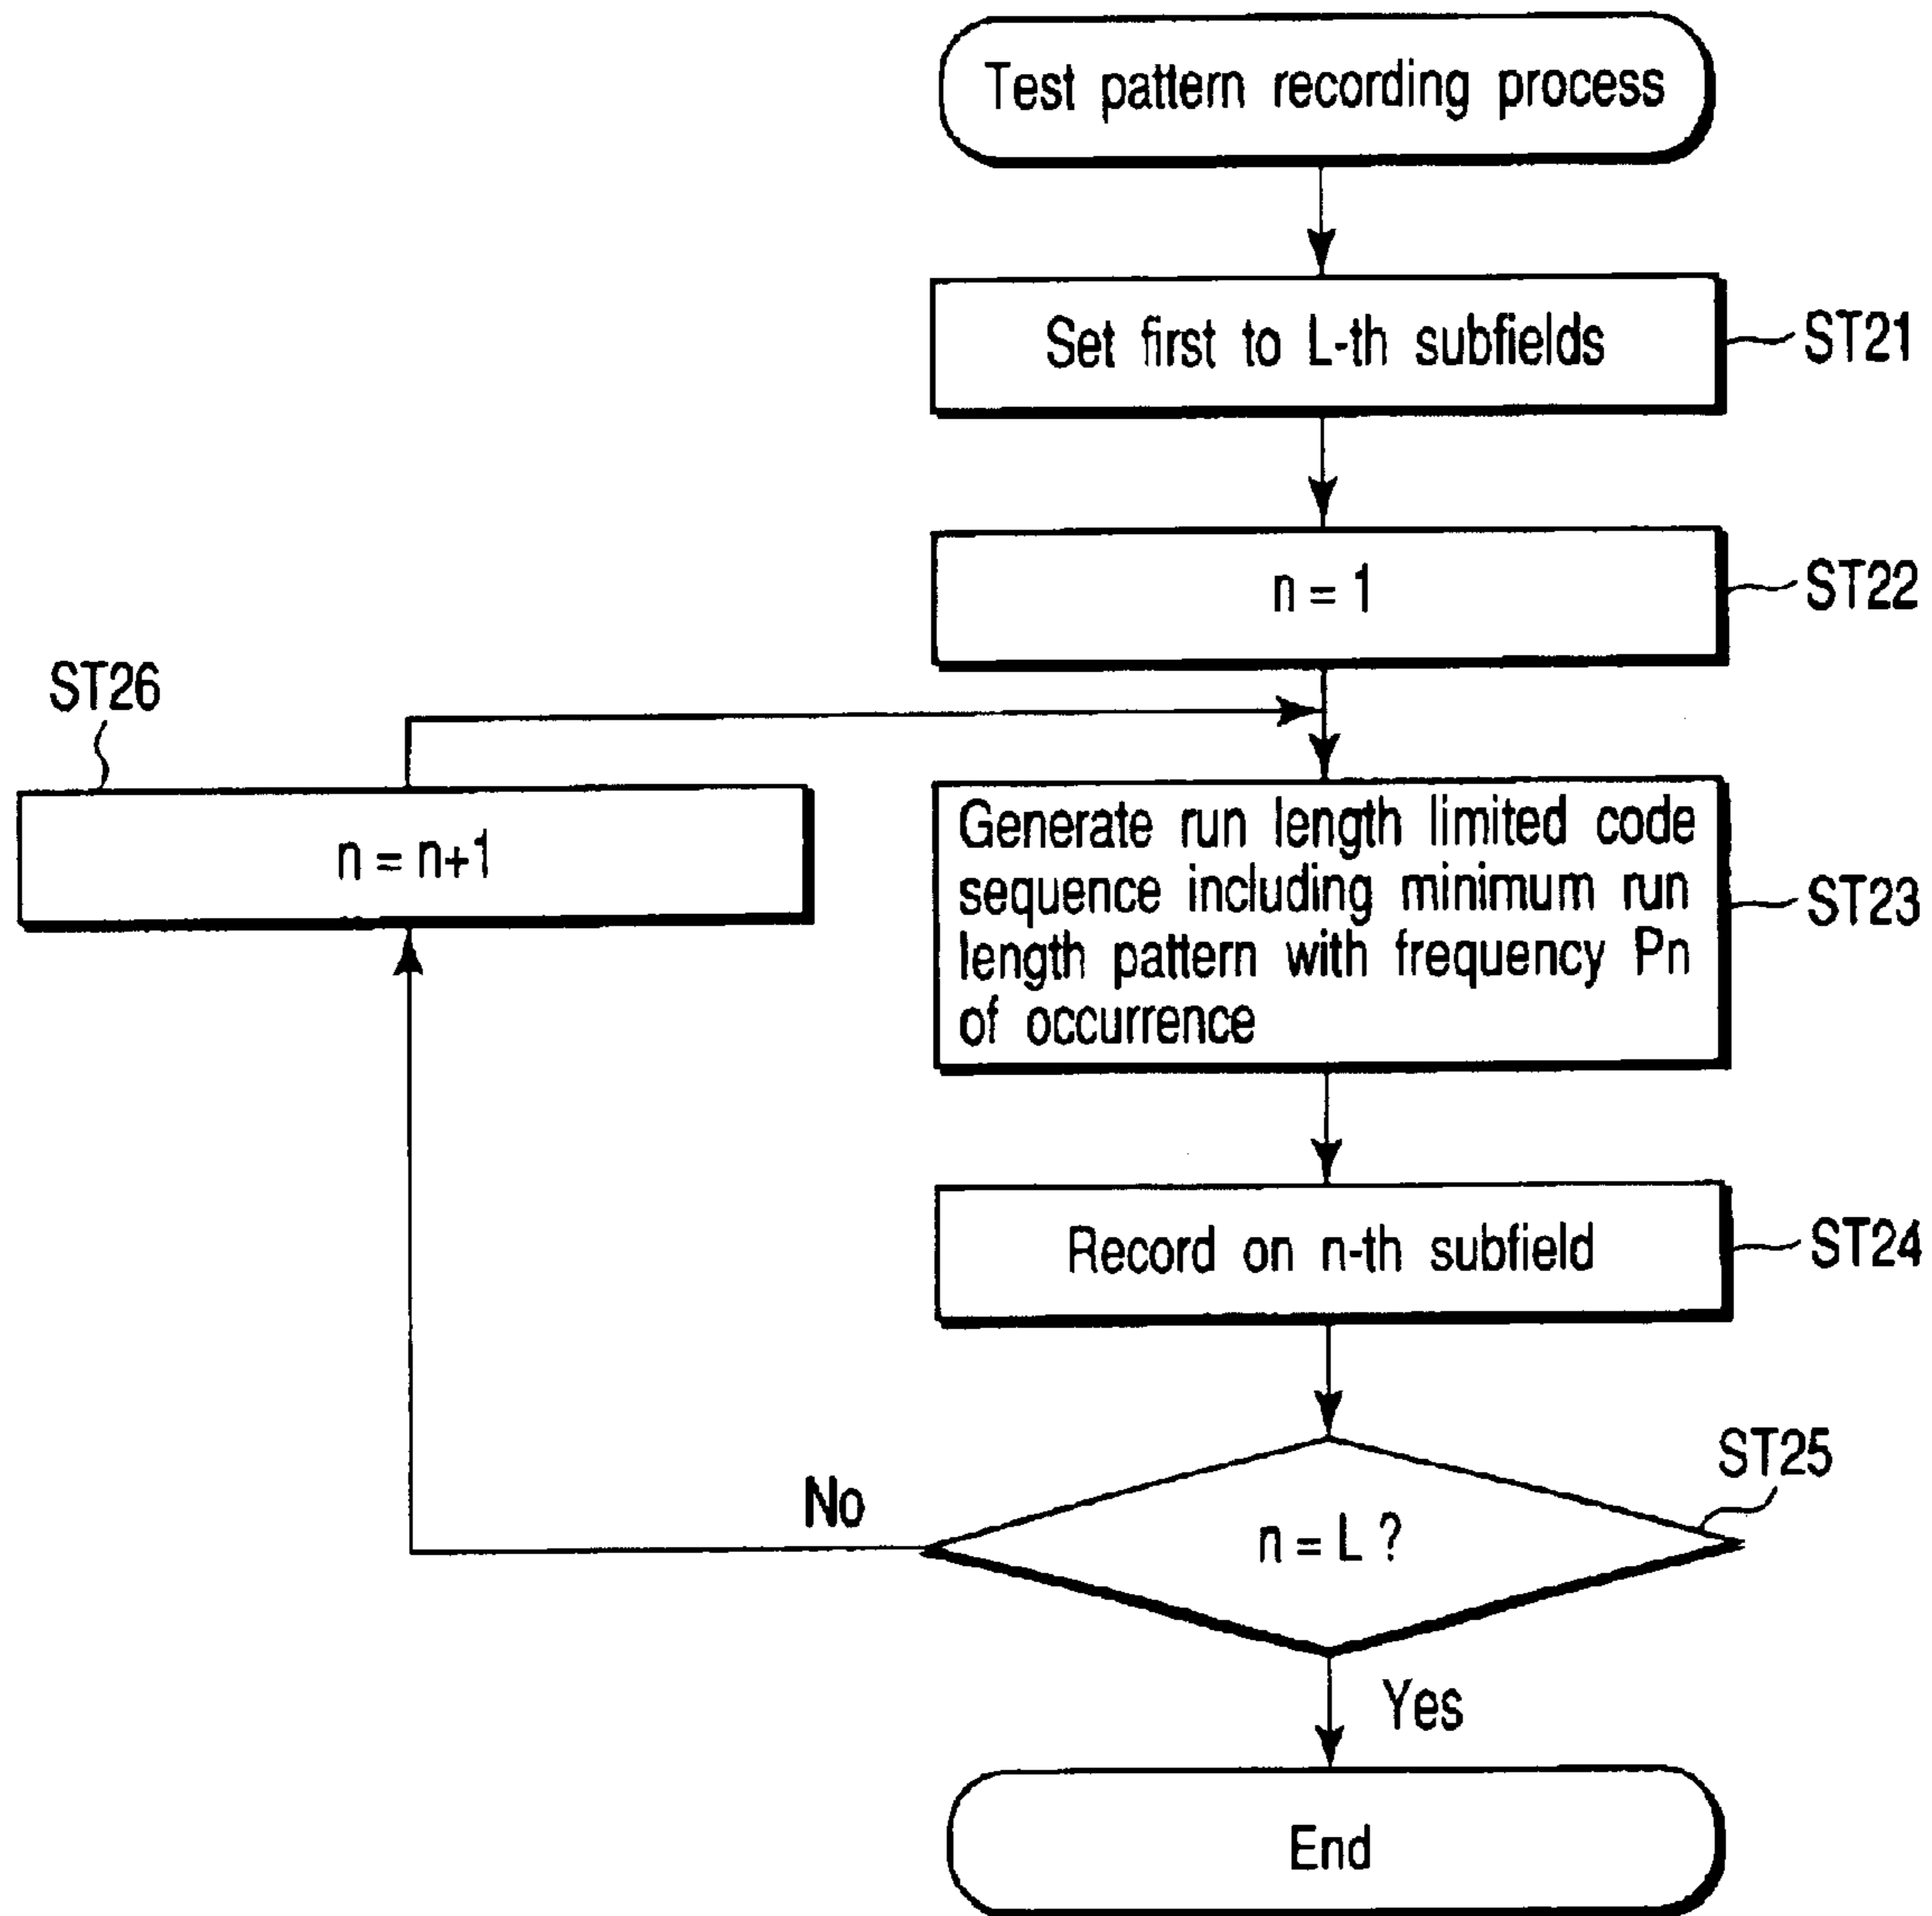 Test pattern recording process
Set first to L-th subfields
ST21
n = 1
ST22
ST26
n = n+1
Generate run length limited code
sequence including minimum run
length pattern with frequency Pn
of occurrence
ST23
Record on n-th subfield
ST24
ST25
n = L ?
No
Yes
End